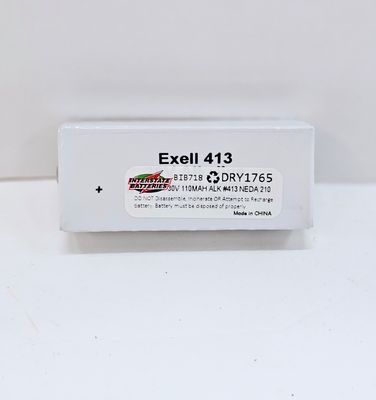 Exell 413
BIB718 DRY1765
INTERSTATE
BATTERIES
30V 110MAH ALK #413 NEDA 210
+
DO NOT Disassemble, Incinerate OR Attempt to Recharge
battery. Battery must be disposed of properly
Made in CHINA